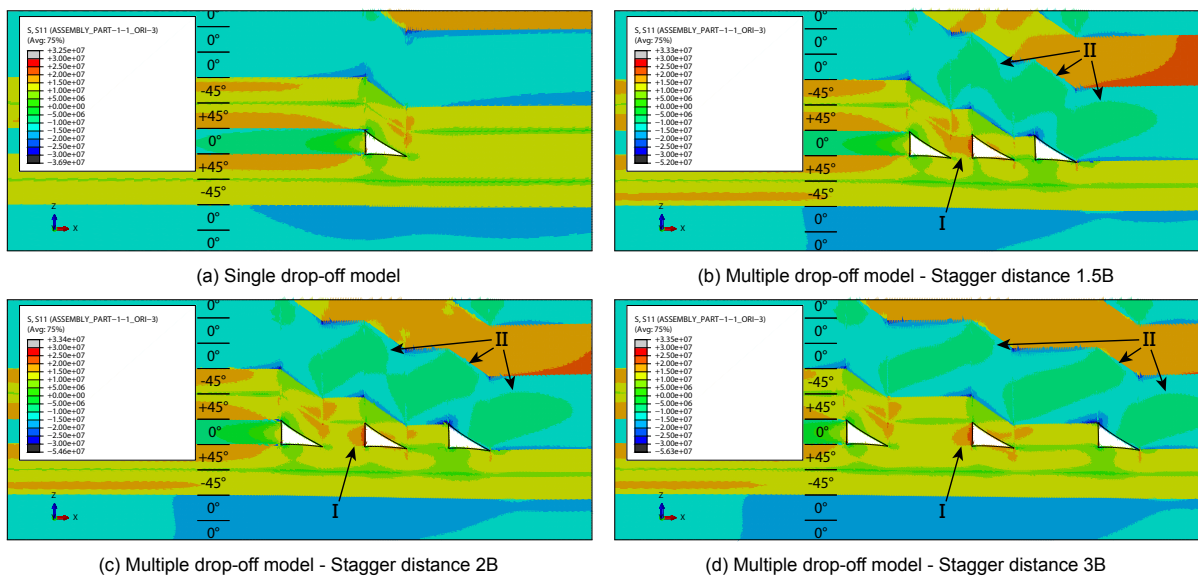 S, S11 (ASSEMBLY_PART-1-1_ORI-3)
(Avg: 75%)
+3.25e+07
+3.00e+07
+2.50e+07
+2.00e+07
+1.50e+07
+1.00e+07
+5.00e+06
+0.00e+00
−5.00e+06
−1.00e+07
−1.50e+07
−2.00e+07
−2.50e+07
−3.00e+07
−3.69e+07
0°
0°
0°
-45°
+45°
0°
+45°
-45°
0°
0°
Z
X
(a) Single drop-off model
S, S11 (ASSEMBLY_PART-1-1_ORI-3)
(Avg: 75%)
+3.33e+07
+3.00e+07
+2.50e+07
+2.00e+07
+1.50e+07
+1.00e+07
+5.00e+06
+0.00e+00
−5.00e+06
−1.00e+07
−1.50e+07
−2.00e+07
−2.50e+07
−3.00e+07
−5.20e+07
0°
0°
0°
-45°
+45°
0°
+45°
-45°
0°
0°
II
I
Z
X
(b) Multiple drop-off model - Stagger distance 1.5B
S, S11 (ASSEMBLY_PART-1-1_ORI-3)
(Avg: 75%)
+3.34e+07
+3.00e+07
+2.50e+07
+2.00e+07
+1.50e+07
+1.00e+07
+5.00e+06
+0.00e+00
−5.00e+06
−1.00e+07
−1.50e+07
−2.00e+07
−2.50e+07
−3.00e+07
−5.46e+07
0°
0°
0°
-45°
+45°
0°
+45°
-45°
0°
0°
II
I
Z
X
(c) Multiple drop-off model - Stagger distance 2B
S, S11 (ASSEMBLY_PART-1-1_ORI-3)
(Avg: 75%)
+3.34e+07
+3.00e+07
+2.50e+07
+2.00e+07
+1.50e+07
+1.00e+07
+5.00e+06
+0.00e+00
−5.00e+06
−1.00e+07
−1.50e+07
−2.00e+07
−2.50e+07
−3.00e+07
−5.63e+07
0°
0°
0°
-45°
+45°
0°
+45°
-45°
0°
0°
II
I
Z
X
(d) Multiple drop-off model - Stagger distance 3B